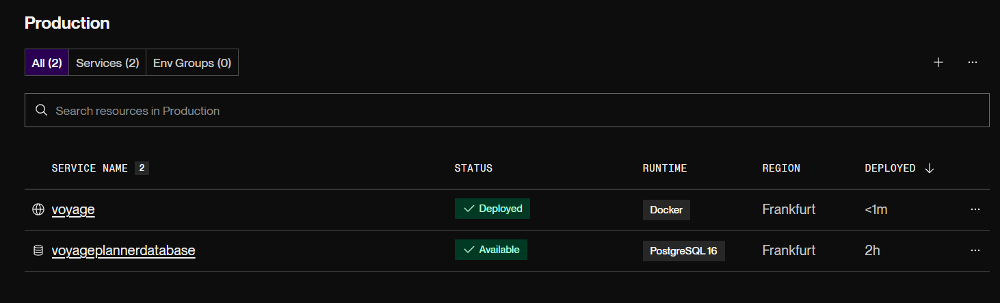 Production
All (2) Services (2) Env Groups (0)
Search resources in Production
SERVICE NAME 2 STATUS RUNTIME REGION DEPLOYED
voyage Deployed Docker Frankfurt <1m
voyageplannerdatabase Available PostgreSQL 16 Frankfurt 2h